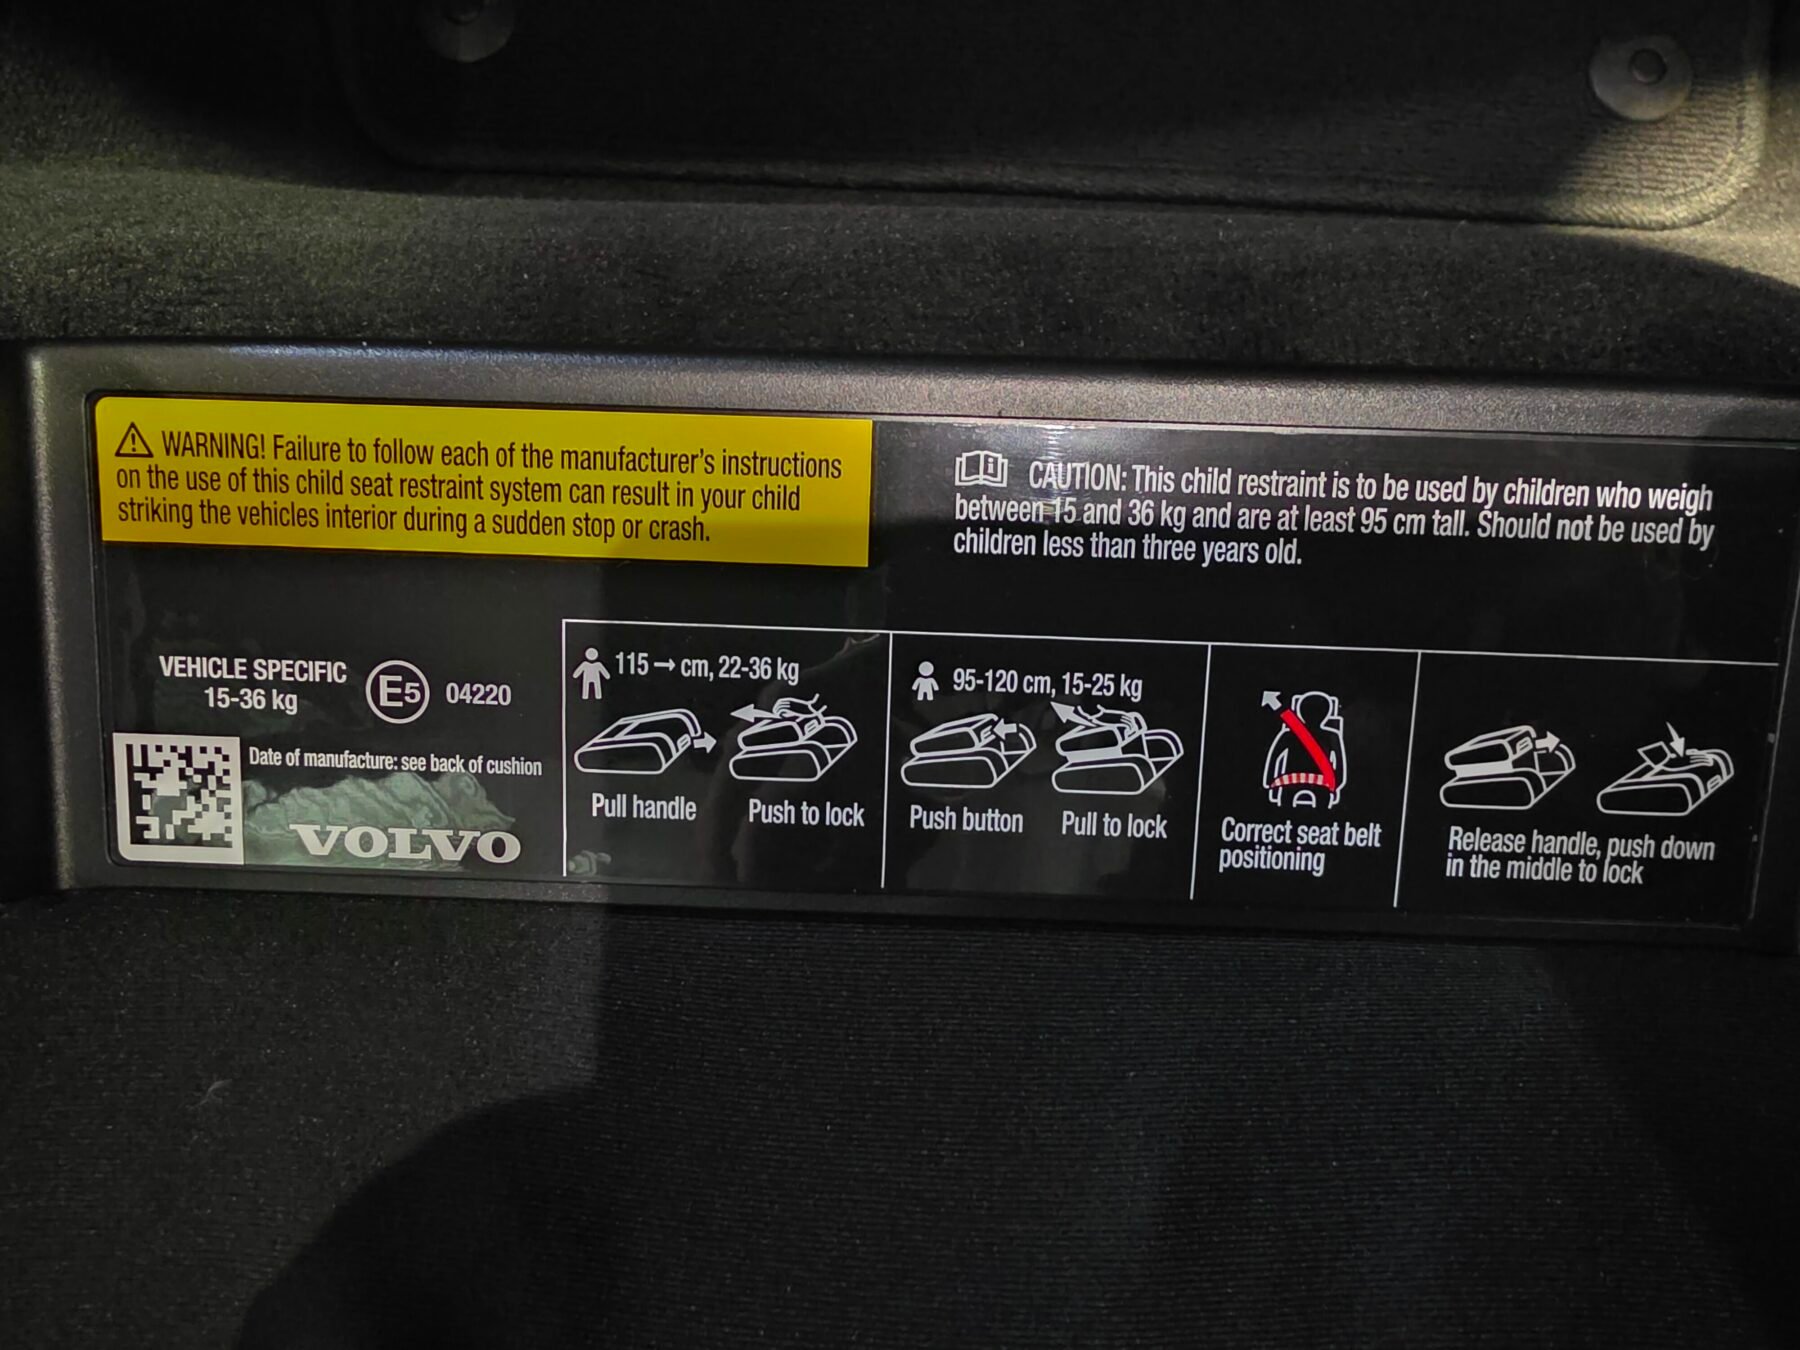 WARNING! Failure to follow each of the manufacturer's instructions
on the use of this child seat restraint system can result in your child
striking the vehicles interior during a sudden stop or crash.
CAUTION: This child restraint is to be used by children who weigh
between 15 and 36 kg and are at least 95 cm tall. Should not be used by
children less than three years old.
VEHICLE SPECIFIC
15-36 kg
E5 04220
Date of manufacture: see back of cushion
VOLVO
115 → cm, 22-36 kg
Pull handle
Push to lock
95-120 cm, 15-25 kg
Push button
Pull to lock
Correct seat belt
positioning
Release handle, push down
in the middle to lock